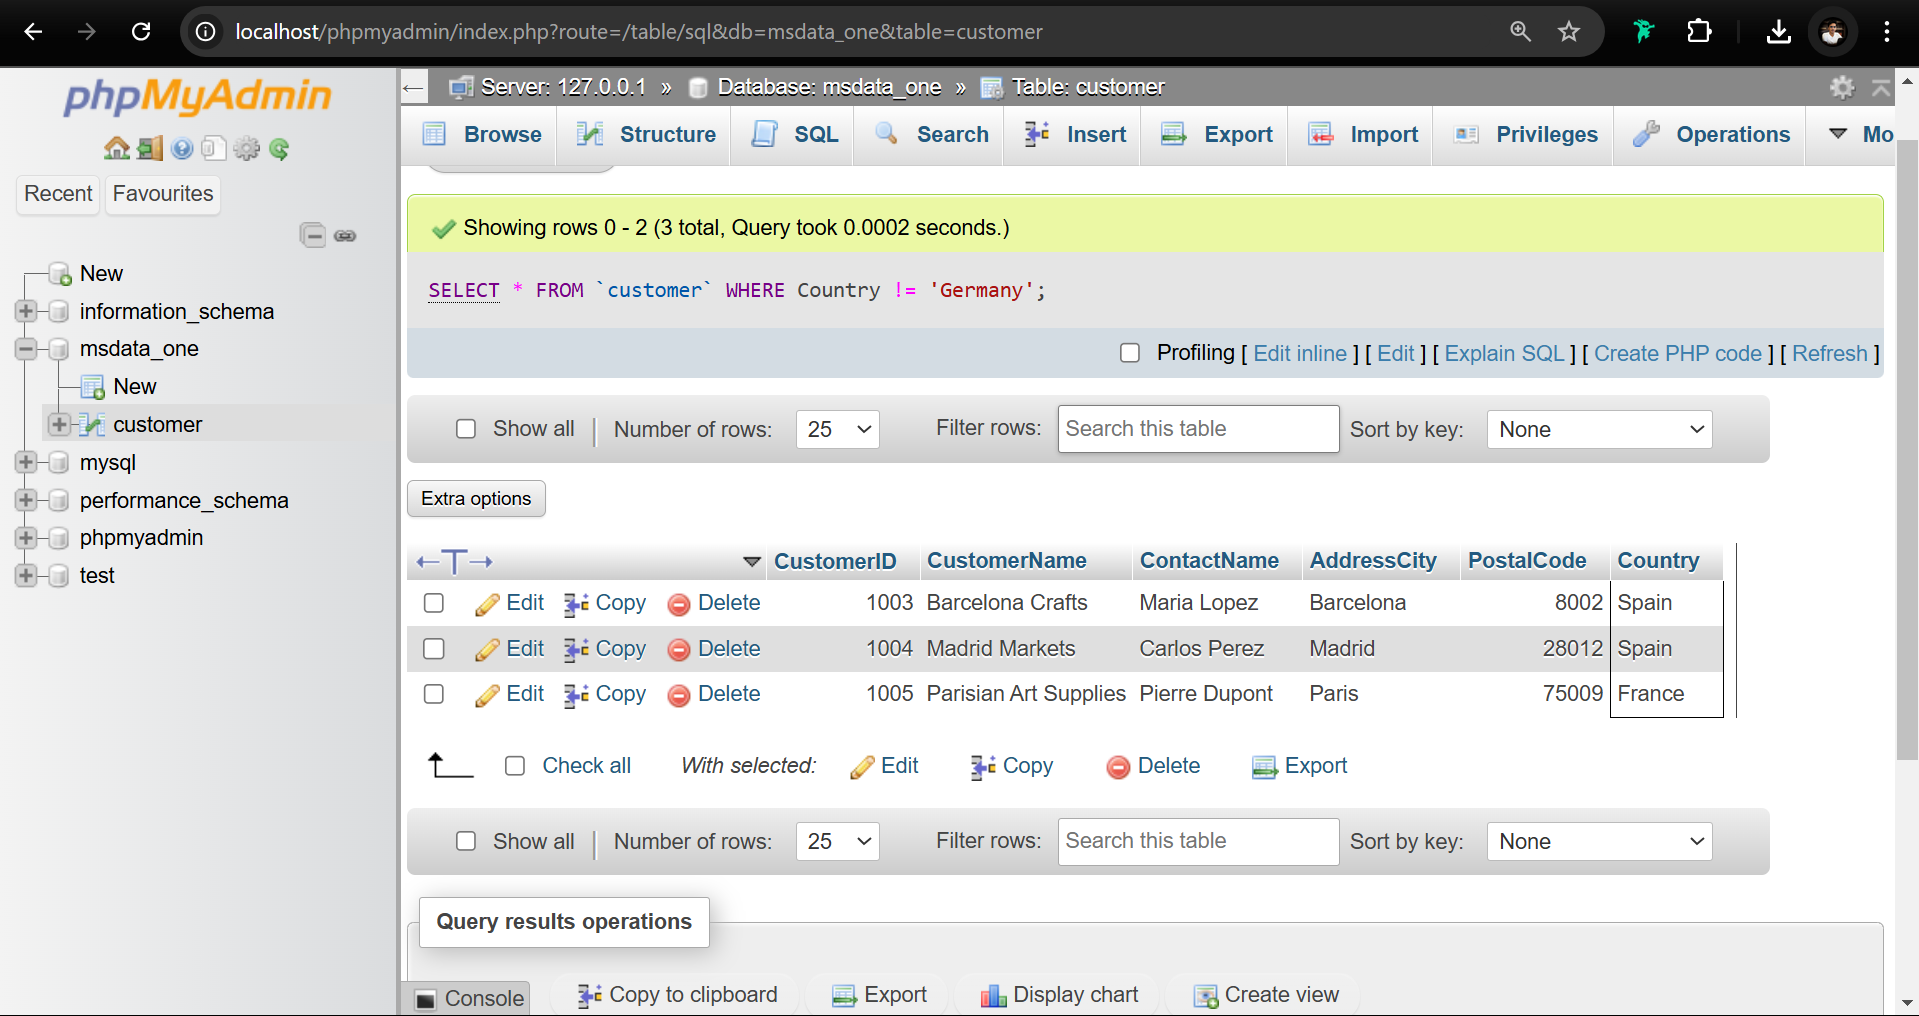 localhost/phpmyadmin/index.php?route=/table/sql&db=msdata_one&table=customer
phpMyAdmin
Recent Favourites
New
information_schema
msdata_one
New
customer
mysql
performance_schema
phpmyadmin
test
Server: 127.0.0.1 » Database: msdata_one » Table: customer
Browse Structure SQL Search Insert Export Import Privileges Operations Mo
Showing rows 0 - 2 (3 total, Query took 0.0002 seconds.)
SELECT * FROM `customer` WHERE Country != 'Germany';
Profiling [ Edit inline ] [ Edit ] [ Explain SQL ] [ Create PHP code ] [ Refresh ]
Show all | Number of rows: 25 Filter rows: Search this table Sort by key: None
Extra options
←T→ CustomerID CustomerName ContactName AddressCity PostalCode Country
Edit Copy Delete 1003 Barcelona Crafts Maria Lopez Barcelona 8002 Spain
Edit Copy Delete 1004 Madrid Markets Carlos Perez Madrid 28012 Spain
Edit Copy Delete 1005 Parisian Art Supplies Pierre Dupont Paris 75009 France
Check all With selected: Edit Copy Delete Export
Show all | Number of rows: 25 Filter rows: Search this table Sort by key: None
Query results operations
Console Copy to clipboard Export Display chart Create view